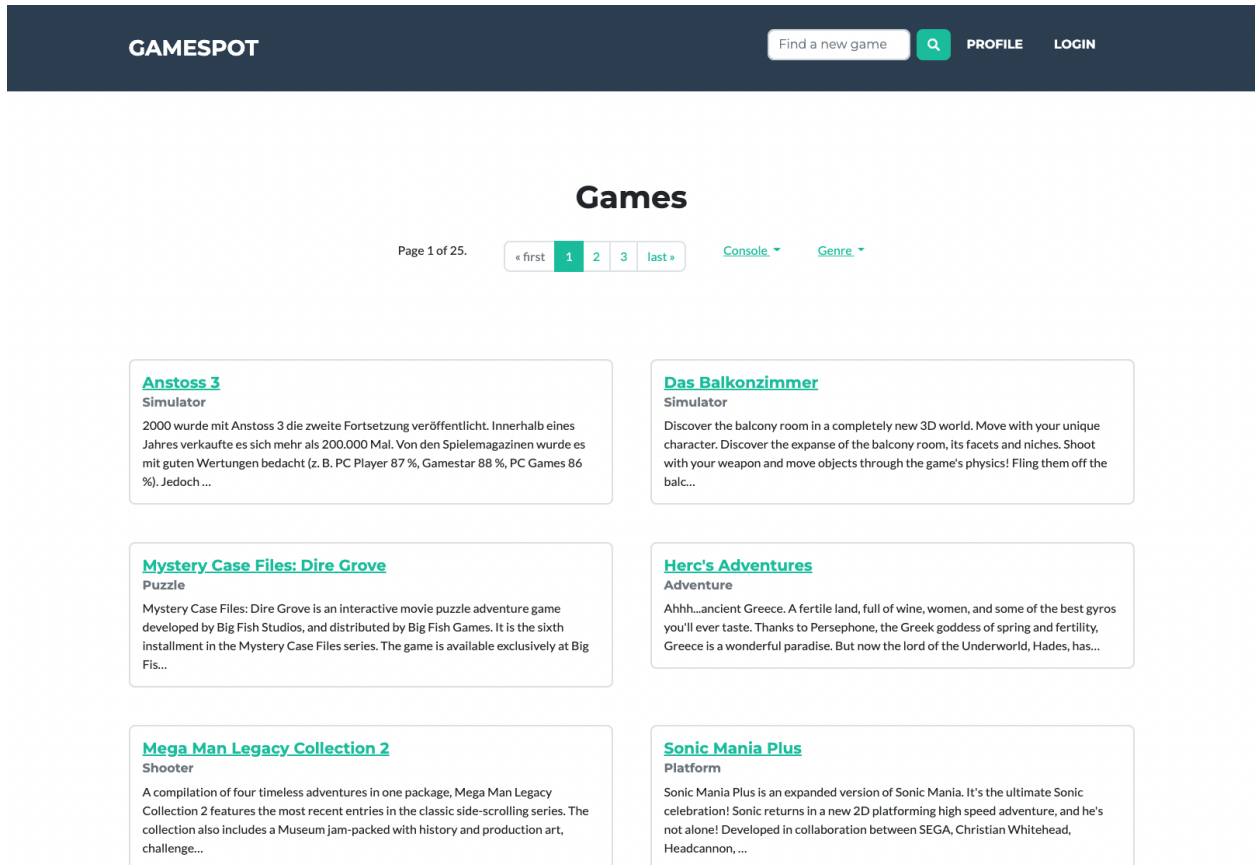 GAMESPOT
Find a new game
PROFILE
LOGIN
Games
Page 1 of 25.
« first
1
2
3
last »
Console
Genre
Anstoss 3
Simulator
2000 wurde mit Anstoss 3 die zweite Fortsetzung veröffentlicht. Innerhalb eines
Jahres verkaufte es sich mehr als 200.000 Mal. Von den Spielemagazinen wurde es
mit guten Wertungen bedacht (z. B. PC Player 87 %, Gamestar 88 %, PC Games 86
%). Jedoch ...
Das Balkonzimmer
Simulator
Discover the balcony room in a completely new 3D world. Move with your unique
character. Discover the expanse of the balcony room, its facets and niches. Shoot
with your weapon and move objects through the game's physics! Fling them off the
balc...
Mystery Case Files: Dire Grove
Puzzle
Mystery Case Files: Dire Grove is an interactive movie puzzle adventure game
developed by Big Fish Studios, and distributed by Big Fish Games. It is the sixth
installment in the Mystery Case Files series. The game is available exclusively at Big
Fis...
Herc's Adventures
Adventure
Ahhh...ancient Greece. A fertile land, full of wine, women, and some of the best gyros
you'll ever taste. Thanks to Persephone, the Greek goddess of spring and fertility,
Greece is a wonderful paradise. But now the lord of the Underworld, Hades, has...
Mega Man Legacy Collection 2
Shooter
A compilation of four timeless adventures in one package, Mega Man Legacy
Collection 2 features the most recent entries in the classic side-scrolling series. The
collection also includes a Museum jam-packed with history and production art,
challenge...
Sonic Mania Plus
Platform
Sonic Mania Plus is an expanded version of Sonic Mania. It's the ultimate Sonic
celebration! Sonic returns in a new 2D platforming high speed adventure, and he's
not alone! Developed in collaboration between SEGA, Christian Whitehead,
Headcannon, ...